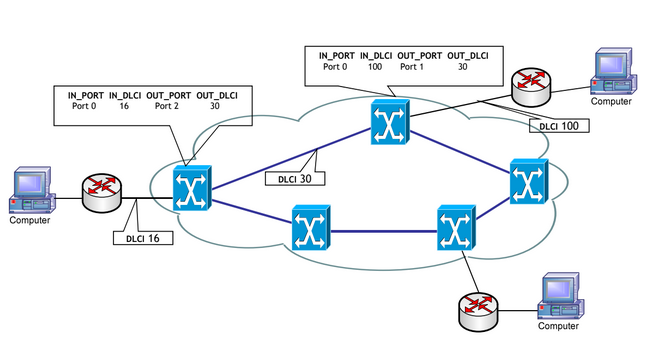 IN_PORT IN_DLCI OUT_PORT OUT_DLCI
Port 0 100 Port 1 30
Computer
IN_PORT IN_DLCI OUT_PORT OUT_DLCI
Port 0 16 Port 2 30
DLCI 100
DLCI 30
Computer
DLCI 16
Computer